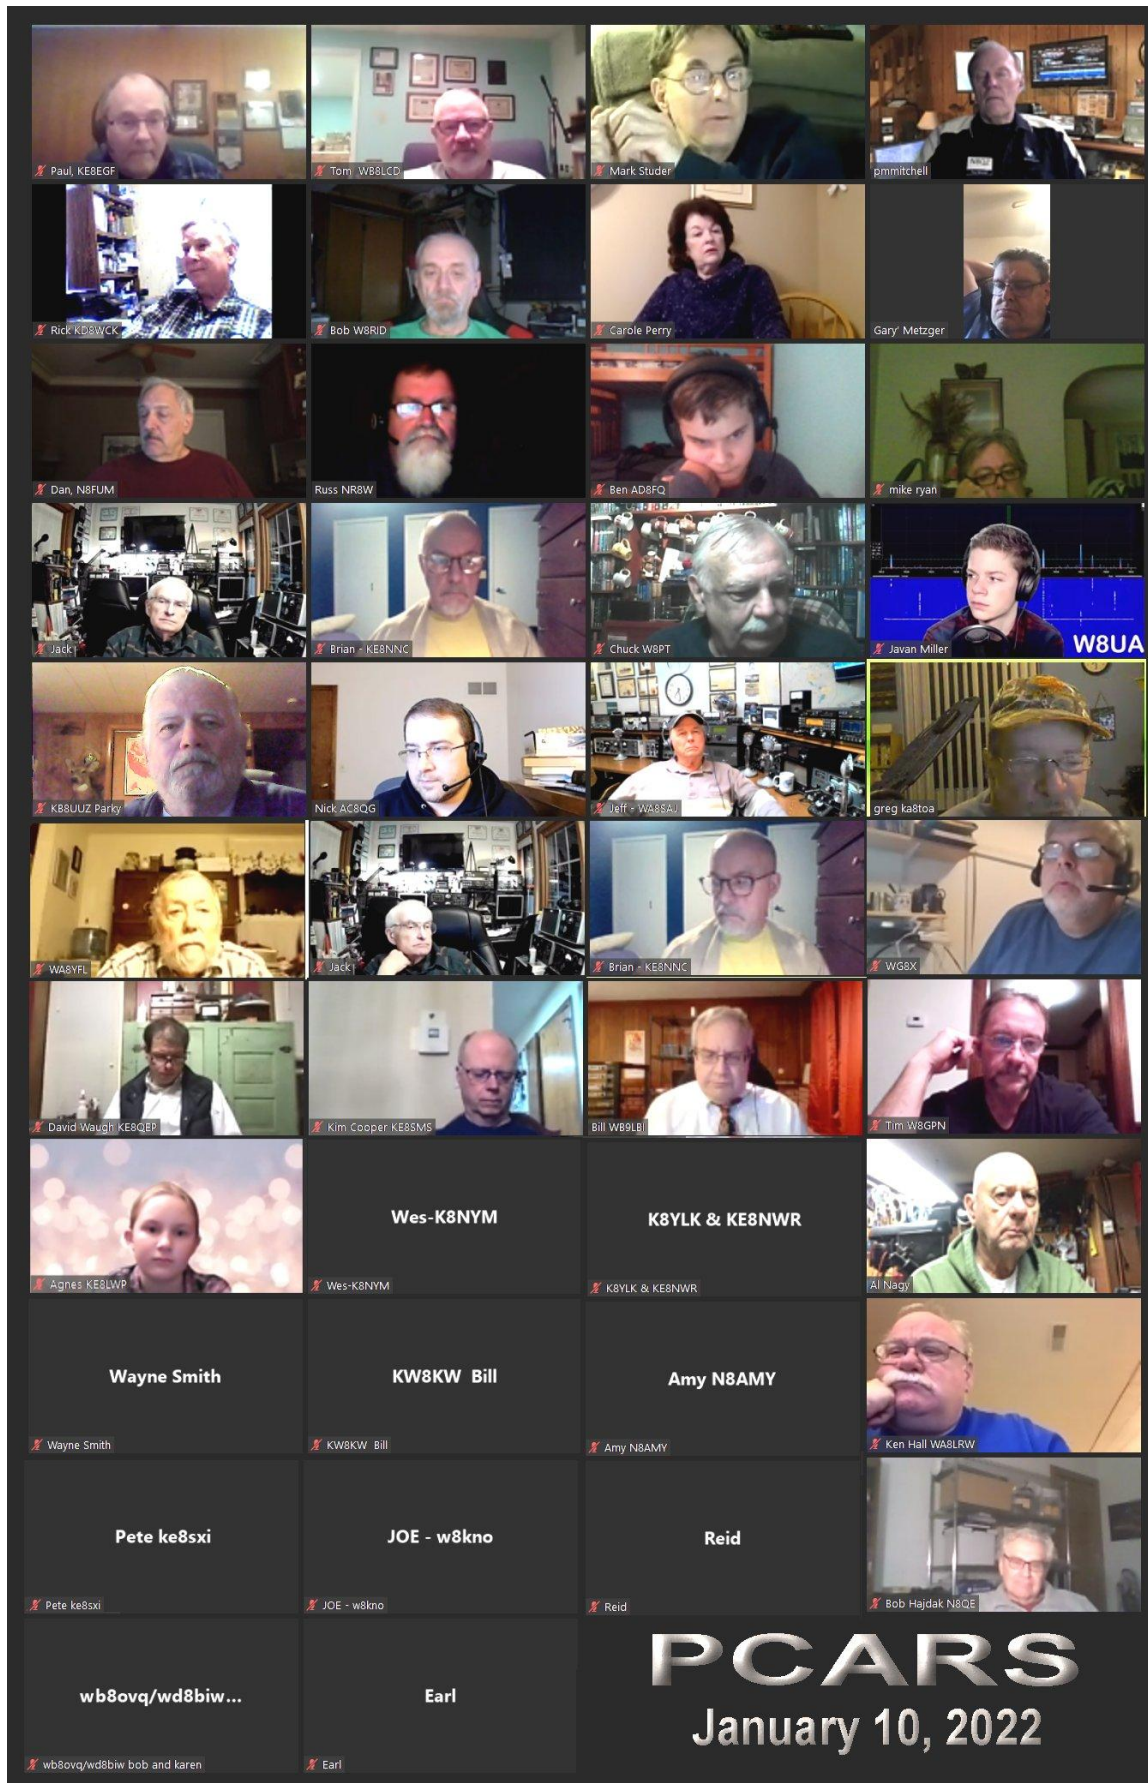 Paul, KE8EGF
Tom WB8LCD
Mark Studer
pmmitchell
Rick KD8WCK
Bob W8RID
Carole Perry
Gary' Metzger
Dan, N8FUM
Russ NR8W
Ben AD8FQ
mike ryan
Jack
Brian - KE8NNC
Chuck W8PT
W8UA
Javan Miller
KB8UUZ Parky
Nick AC8QG
Jeff - WA8SAJ
greg ka8toa
WA8YFL
Jack
Brian - KE8NNC
WG8X
David Waugh KE8QEP
Kim Cooper KE8SMS
Bill WB9LBI
Tim W8GPN
Agnes KE8LWP
Wes-K8NYM
Wes-K8NYM
K8YLK & KE8NWR
K8YLK & KE8NWR
Al Nagy
Wayne Smith
Wayne Smith
KW8KW Bill
KW8KW Bill
Amy N8AMY
Amy N8AMY
Ken Hall WA8LRW
Pete ke8sxi
Pete ke8sxi
JOE - w8kno
JOE - w8kno
Reid
Reid
Bob Hajdak N8QE
wb8ovq/wd8biw...
wb8ovq/wd8biw bob and karen
Earl
Earl
PCARS
January 10, 2022